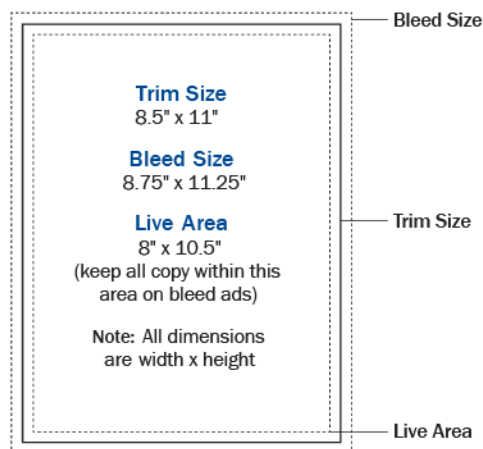 Bleed Size
Trim Size
8.5" x 11"
Bleed Size
8.75" x 11.25"
Live Area
8" x 10.5"
(keep all copy within this
area on bleed ads)
Note: All dimensions
are width x height
Trim Size
Live Area